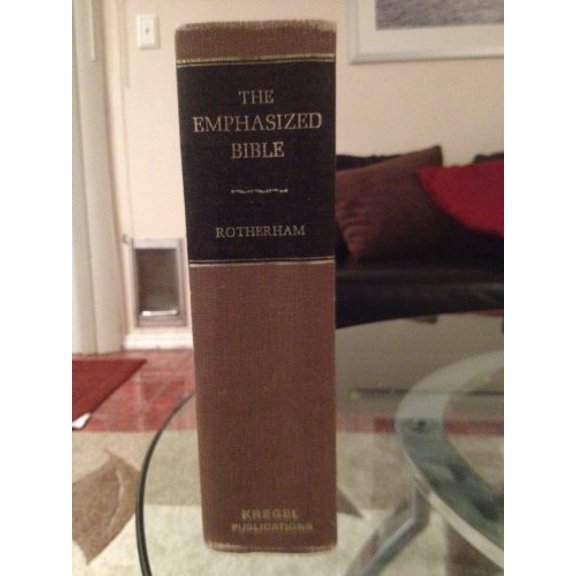 THE
EMPHASIZED
BIBLE
ROTHERHAM
KREGEL
PUBLICATIONS